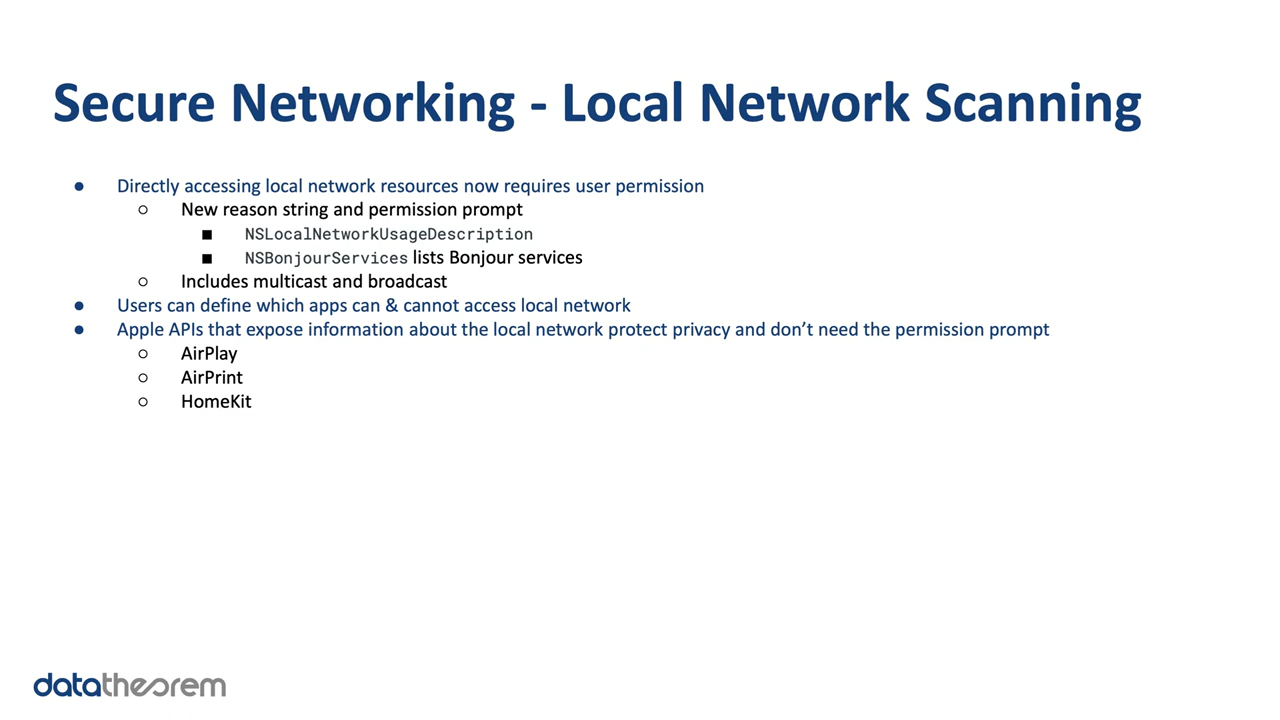 Secure Networking - Local Network Scanning
● Directly accessing local network resources now requires user permission
○ New reason string and permission prompt
■ NSLocalNetworkUsageDescription
■ NSBonjourServices lists Bonjour services
○ Includes multicast and broadcast
● Users can define which apps can & cannot access local network
● Apple APIs that expose information about the local network protect privacy and don’t need the permission prompt
○ AirPlay
○ AirPrint
○ HomeKit
datatheorem